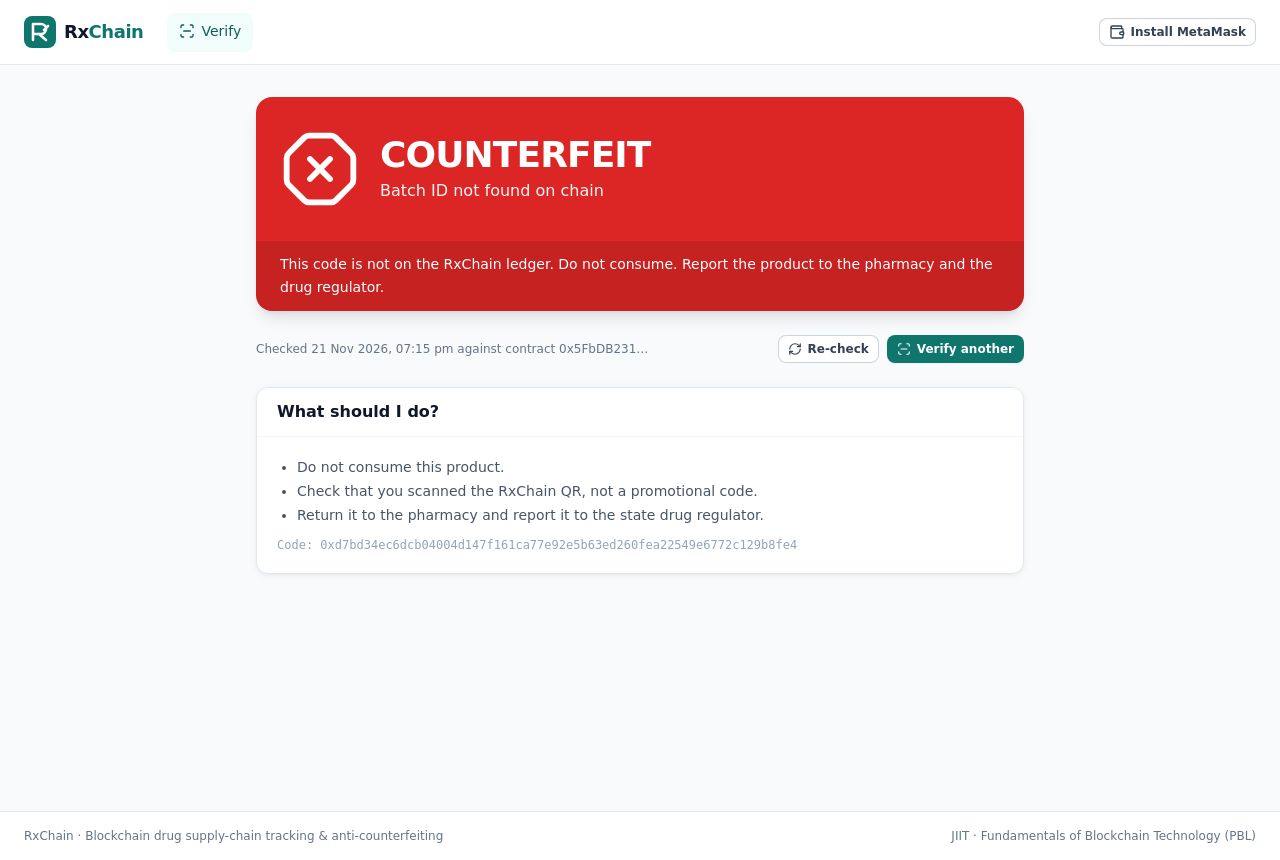 RxChain
Verify
Install MetaMask
COUNTERFEIT
Batch ID not found on chain
This code is not on the RxChain ledger. Do not consume. Report the product to the pharmacy and the
drug regulator.
Checked 21 Nov 2026, 07:15 pm against contract 0x5FbDB231…
Re-check
Verify another
What should I do?
• Do not consume this product.
• Check that you scanned the RxChain QR, not a promotional code.
• Return it to the pharmacy and report it to the state drug regulator.
Code: 0xd7bd34ec6dcb04004d147f161ca77e92e5b63ed260fea22549e6772c129b8fe4
RxChain · Blockchain drug supply-chain tracking & anti-counterfeiting
JIIT · Fundamentals of Blockchain Technology (PBL)